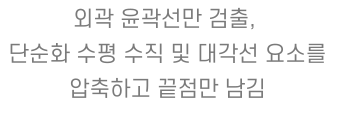 외곽 윤곽선만 검출,
단순화 수평 수직 및 대각선 요소를
압축하고 끝점만 남김